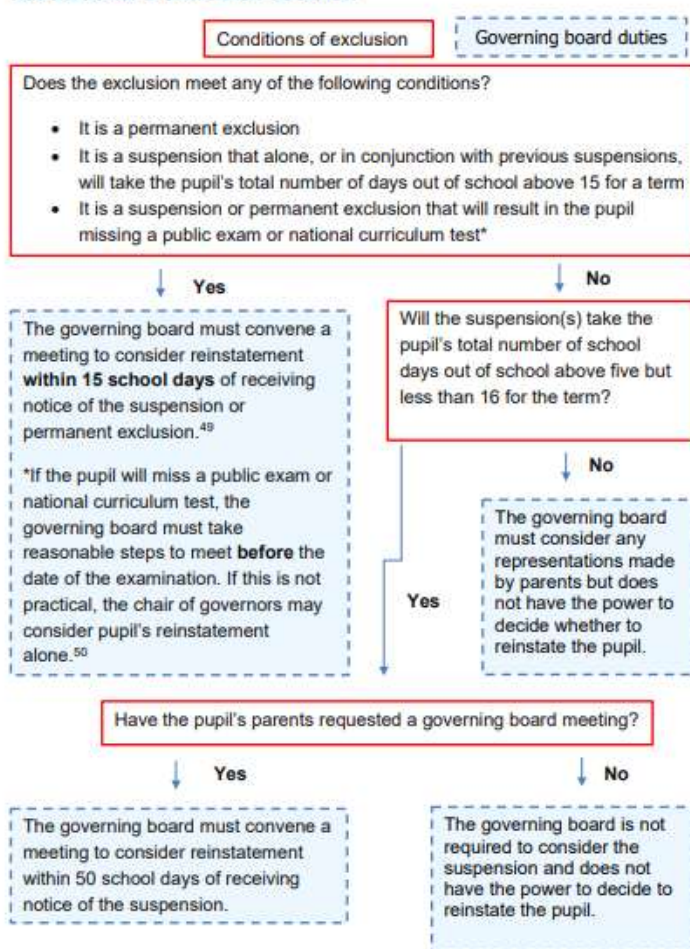 Conditions of exclusion
Governing board duties
Does the exclusion meet any of the following conditions?
• It is a permanent exclusion
• It is a suspension that alone, or in conjunction with previous suspensions,
will take the pupil's total number of days out of school above 15 for a term
• It is a suspension or permanent exclusion that will result in the pupil
missing a public exam or national curriculum test*
Yes
No
The governing board must convene a
meeting to consider reinstatement
within 15 school days of receiving
notice of the suspension or
permanent exclusion.49
*If the pupil will miss a public exam or
national curriculum test, the
governing board must take
reasonable steps to meet before the
date of the examination. If this is not
practical, the chair of governors may
consider pupil's reinstatement
alone.50
Will the suspension(s) take the
pupil's total number of school
days out of school above five but
less than 16 for the term?
No
Yes
The governing board
must consider any
representations made
by parents but does
not have the power to
decide whether to
reinstate the pupil.
Have the pupil's parents requested a governing board meeting?
Yes
No
The governing board must convene a
meeting to consider reinstatement
within 50 school days of receiving
notice of the suspension.
The governing board is not
required to consider the
suspension and does not
have the power to decide to
reinstate the pupil.